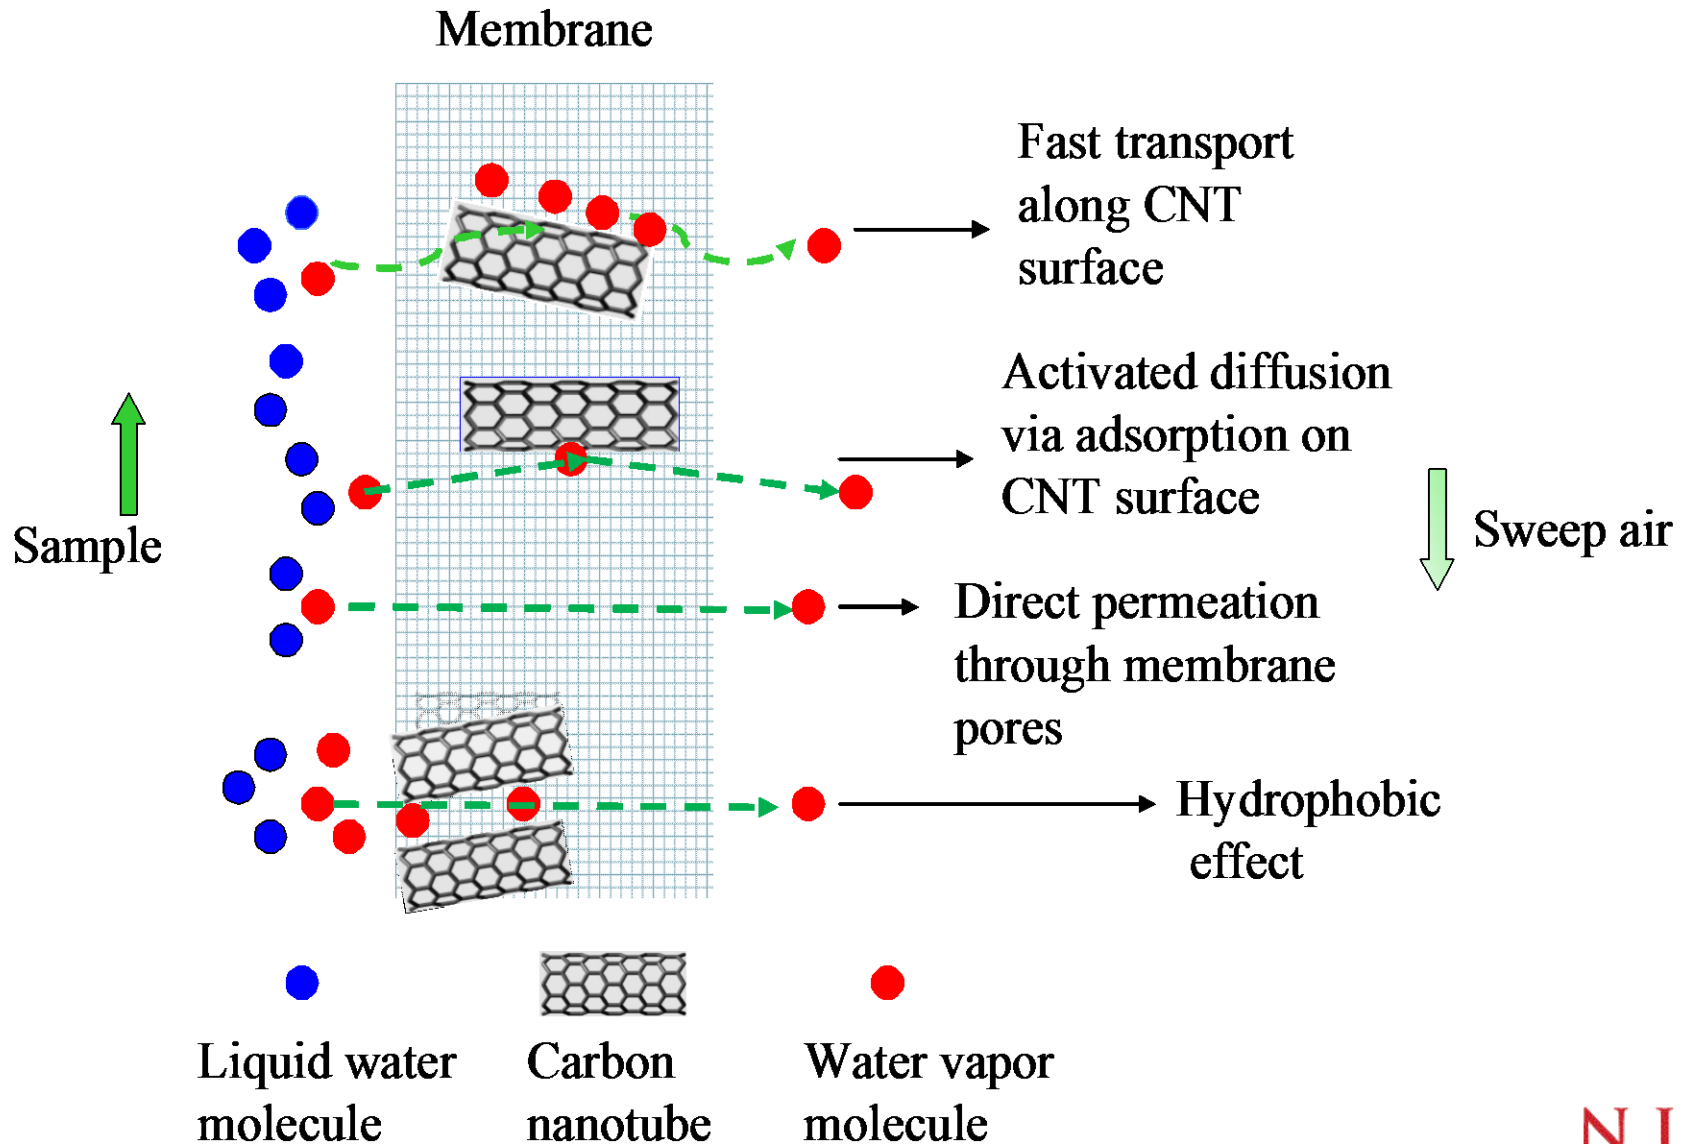 Membrane
Fast transport
along CNT
surface
Activated diffusion
via adsorption on
CNT surface
Sample
Sweep air
Direct permeation
through membrane
pores
Hydrophobic
effect
Liquid water
molecule
Carbon
nanotube
Water vapor
molecule